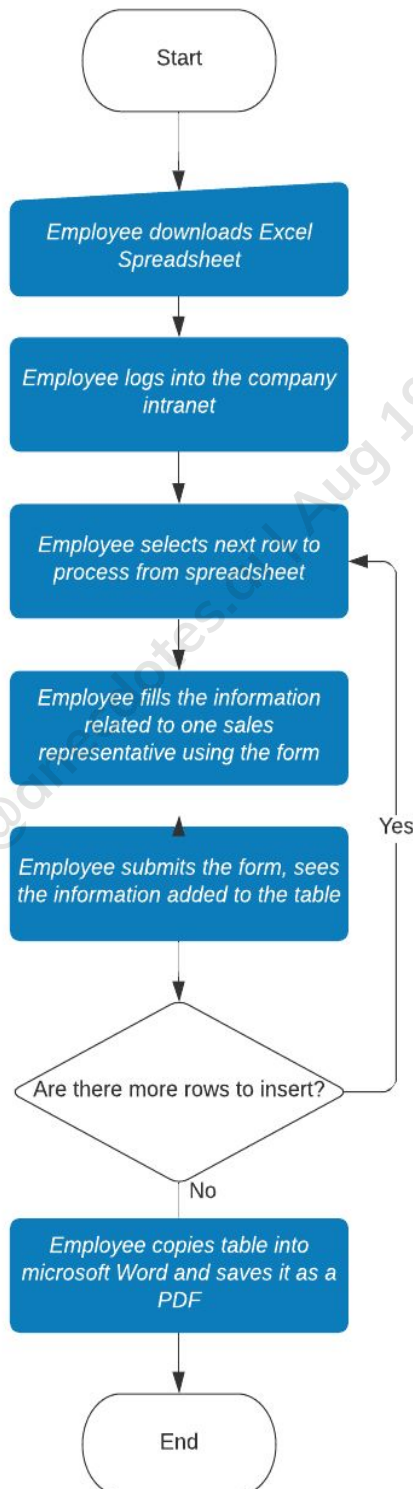 Start
Employee downloads Excel
Spreadsheet
Employee logs into the company
intranet
Employee selects next row to
process from spreadsheet
Employee fills the information
related to one sales
representative using the form
Yes
Employee submits the form, sees
the information added to the table
Are there more rows to insert?
No
Employee copies table into
microsoft Word and saves it as a
PDF
End